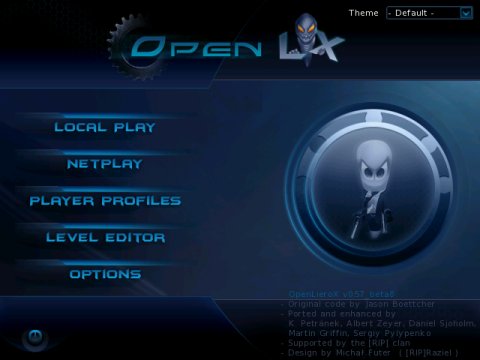 Theme - Default -
OPEN LX
LOCAL PLAY
NETPLAY
PLAYER PROFILES
LEVEL EDITOR
OPTIONS
OpenLieroX v0.57_beta8
- Original code by Jason Boettcher
- Ported and enhanced by
K. Petránek, Albert Zeyer, Daniel Sjoholm,
Martin Griffin, Sergiy Pylypenko
- Supported by the [RIP] clan
- Design by Michal Futer ( [RIP]Raziel )